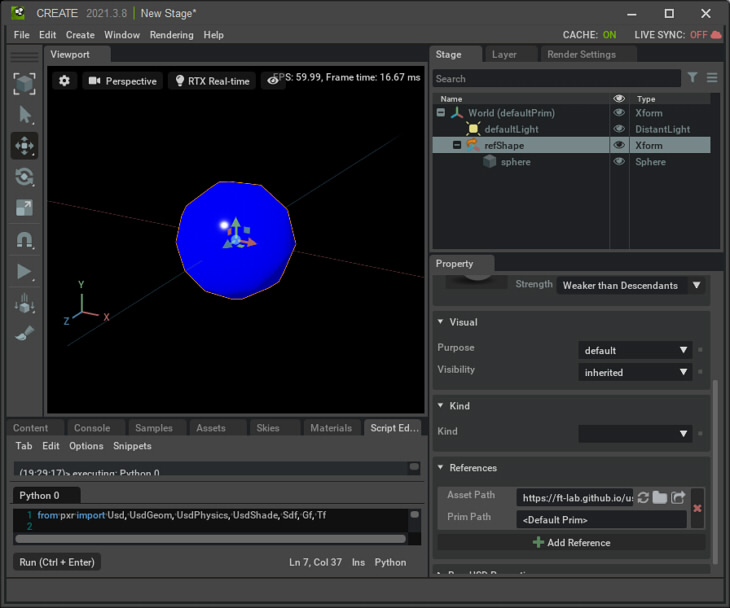 CREATE 2021.3.8 | New Stage*
File Edit Create Window Rendering Help CACHE: ON LIVE SYNC: OFF
Viewport
Perspective RTX Real-time PS: 59.99, Frame time: 16.67 ms
Y
Z X
Stage Layer Render Settings
Search
Name Type
World (defaultPrim) Xform
defaultLight DistantLight
refShape Xform
sphere Sphere
Property
Strength Weaker than Descendants
Visual
Purpose default
Visibility inherited
Kind
Kind
References
Asset Path https://ft-lab.github.io/us
Prim Path <Default Prim>
Add Reference
Content Console Samples Assets Skies Materials Script Ed...
Tab Edit Options Snippets
(19:29:17)> executing: Python 0
Python 0
1 from pxr import Usd, UsdGeom, UsdPhysics, UsdShade, Sdf, Gf, Tf
2
Run (Ctrl + Enter) Ln 7, Col 37 Ins Python